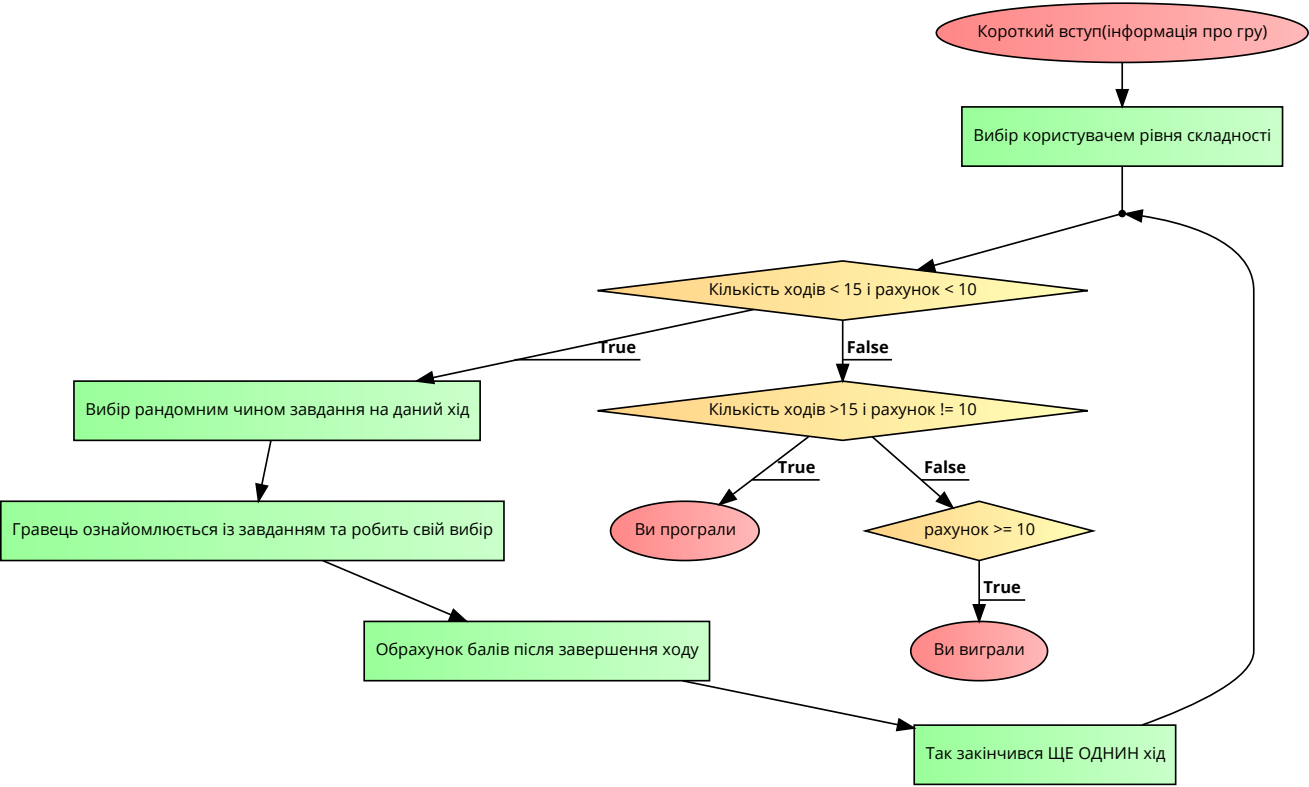 Короткий вступ(інформація про гру)
Вибір користувачем рівня складності
Кількість ходів < 15 і рахунок < 10
True
False
Вибір рандомним чином завдання на даний хід
Кількість ходів >15 і рахунок != 10
True
False
Гравець ознайомлюється із завданням та робить свій вибір
Ви програли
рахунок >= 10
True
Обрахунок балів після завершення ходу
Ви виграли
Так закінчився ЩЕ ОДНИН хід